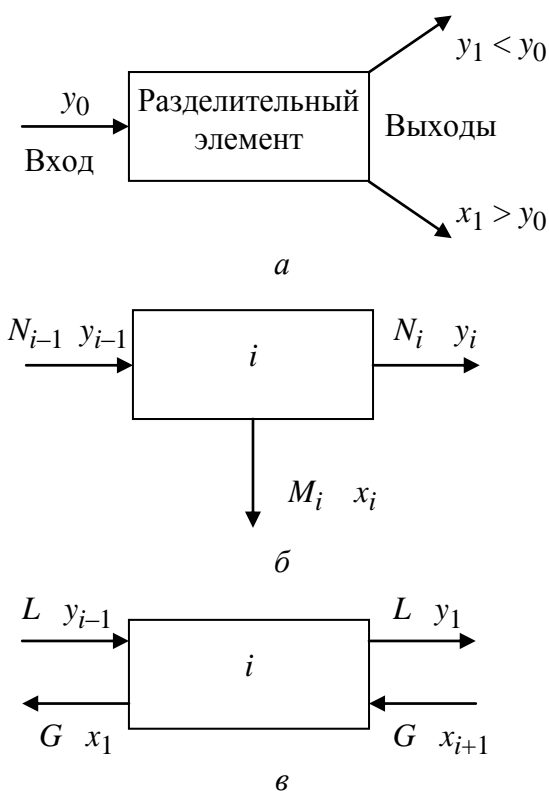 y₁ < y₀
y₀ Разделительный
элемент Выходы
Вход
x₁ > y₀
а
Nᵢ₋₁ yᵢ₋₁ i Nᵢ yᵢ
Mᵢ xᵢ
б
L yᵢ₋₁ L y₁
i
G x₁ G xᵢ₊₁
в